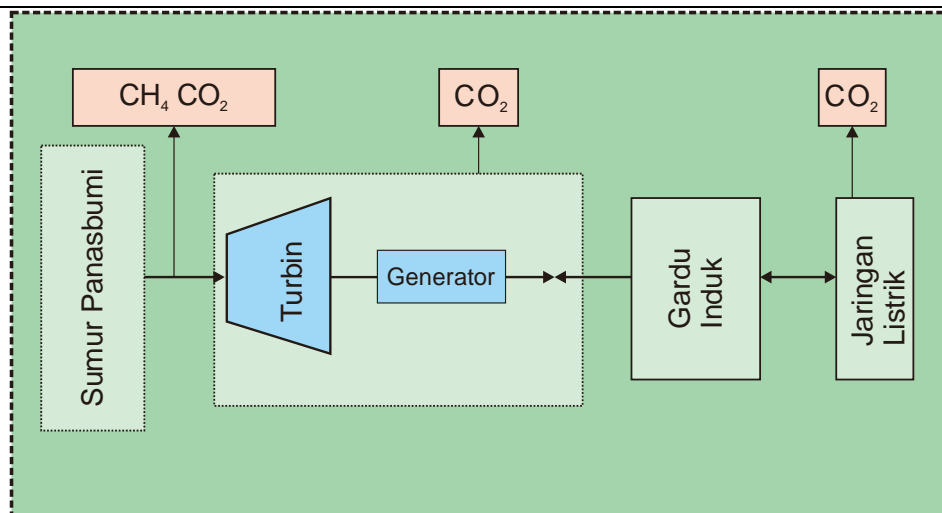 CH₄ CO₂
CO₂
CO₂
Sumur Panasbumi
Turbin
Generator
Gardu
Induk
Jaringan
Listrik